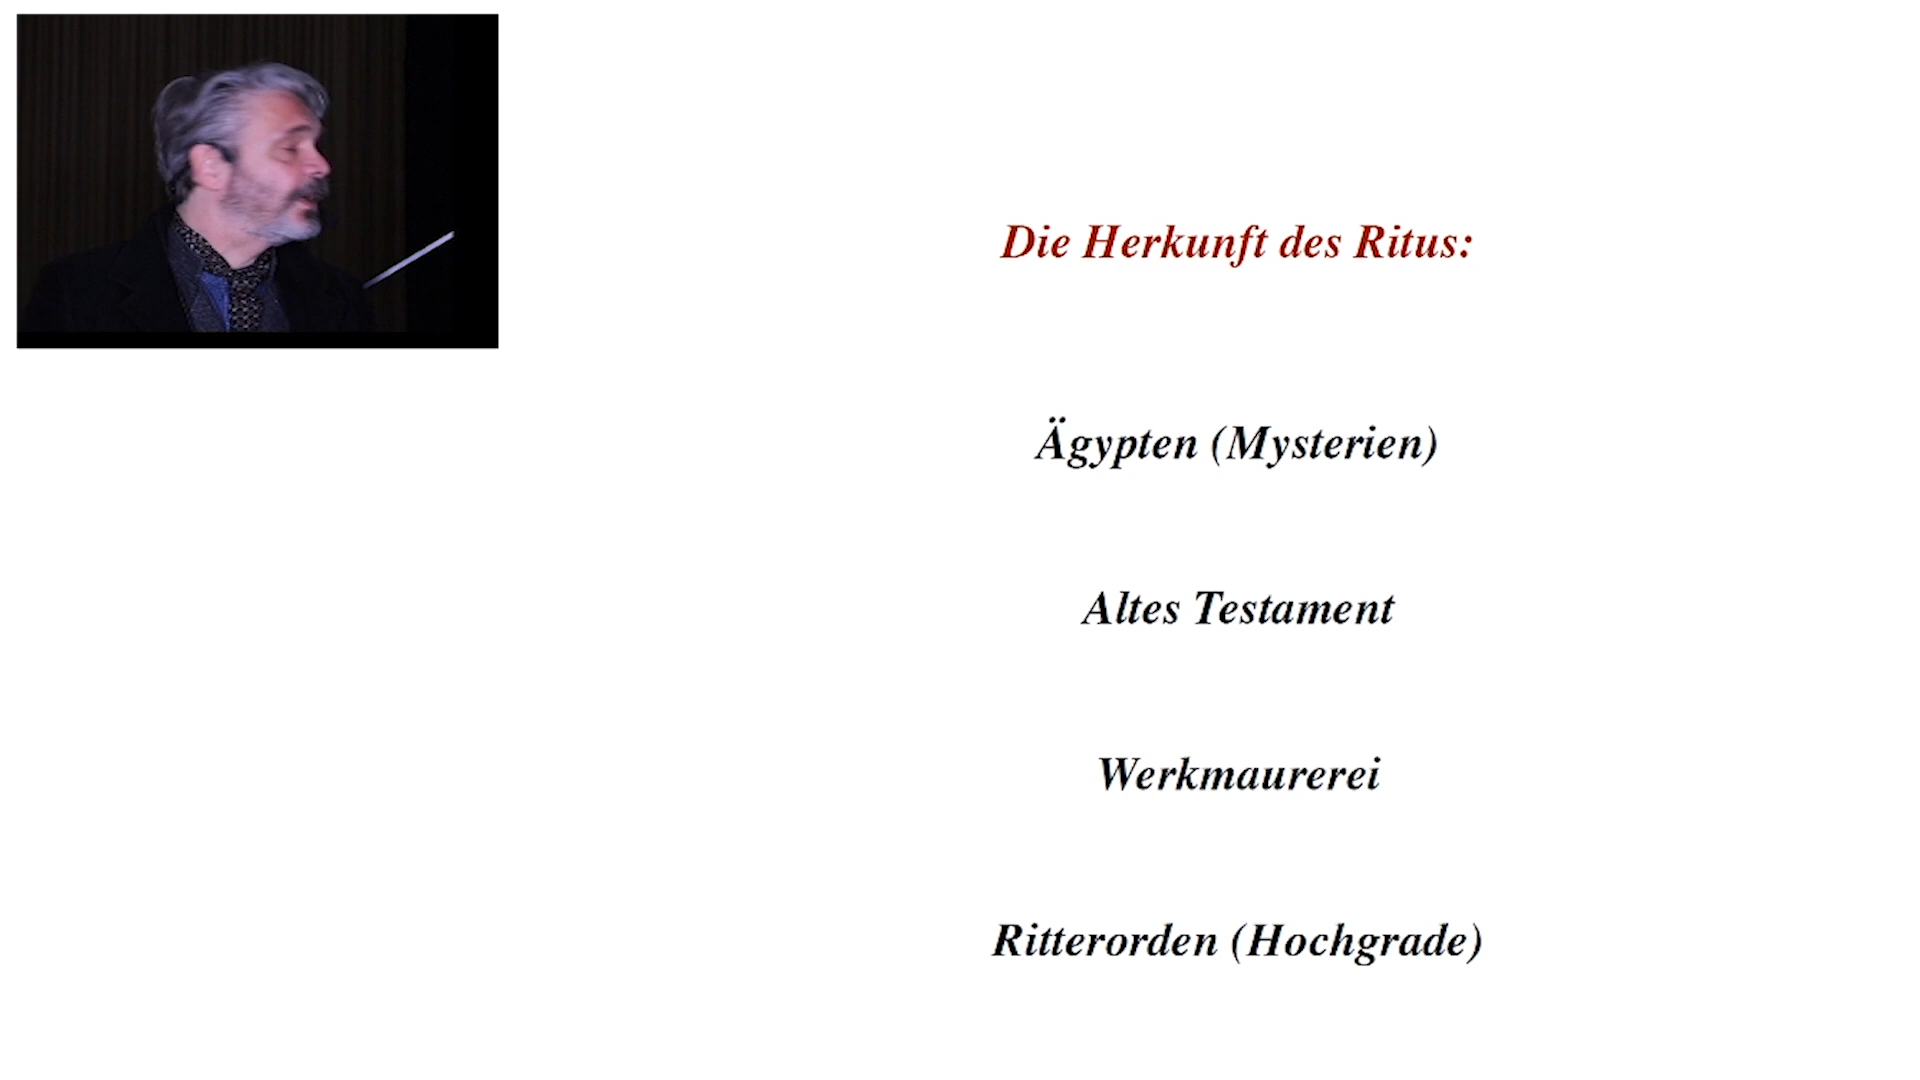 Die Herkunft des Ritus:
Ägypten (Mysterien)
Altes Testament
Werkmaurerei
Ritterorden (Hochgrade)